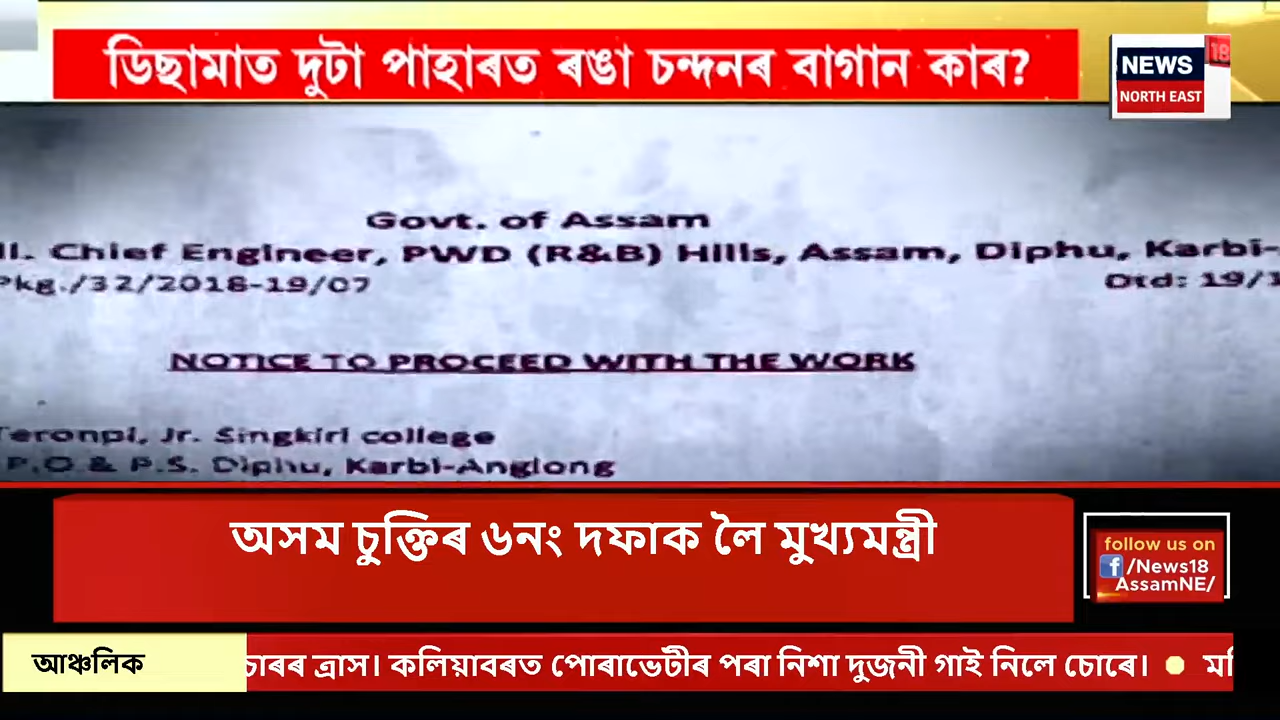 ডিছামাত দুটা পাহাৰত ৰঙা চন্দনৰ বাগান কাৰ?
NEWS 18
NORTH EAST
Govt. of Assam
ll. Chief Engineer, PWD (R&B) Hills, Assam, Diphu, Karbi-
Pkg./32/2018-19/07 Dtd: 19/1
NOTICE TO PROCEED WITH THE WORK
Teronpi, Jr. Singkiri college
P.O & P.S. Diphu, Karbi-Anglong
অসম চুক্তিৰ ৬নং দফাক লৈ মুখ্যমন্ত্ৰী
follow us on
f /News18
AssamNE/
আঞ্চলিক
চোৰৰ ত্ৰাস। কলিয়াবৰত পোৰাভেটীৰ পৰা নিশা দুজনী গাই নিলে চোৰে।